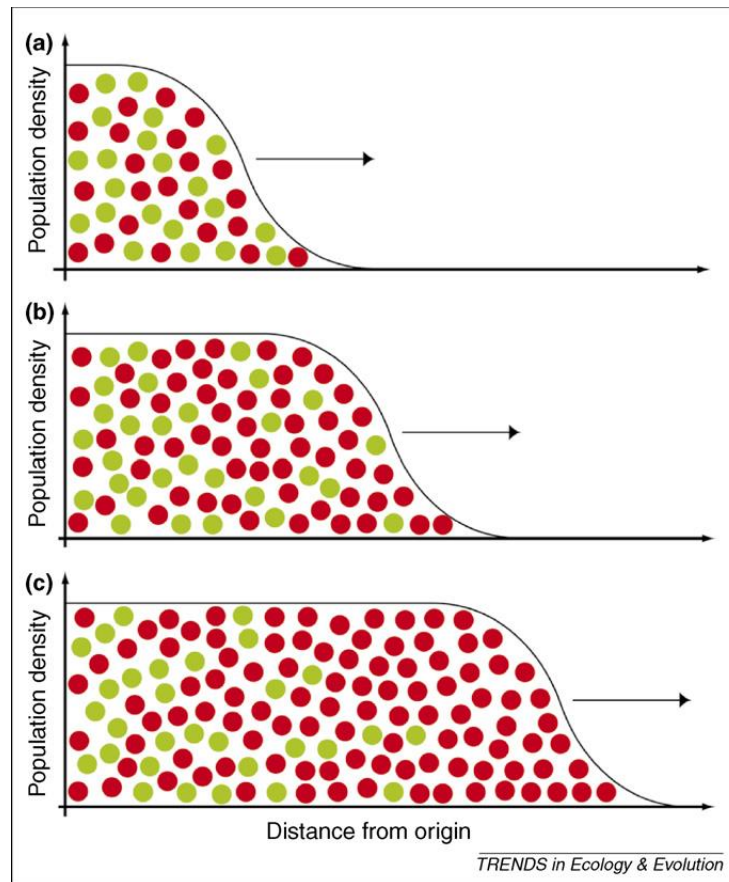 (a)
Population density
(b)
Population density
(c)
Population density
Distance from origin
TRENDS in Ecology & Evolution